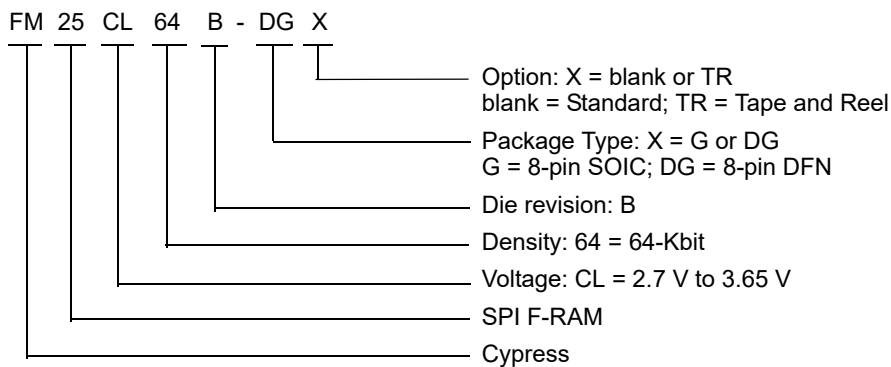 FM 25 CL 64 B - DG X
Option: X = blank or TR
blank = Standard; TR = Tape and Reel
Package Type: X = G or DG
G = 8-pin SOIC; DG = 8-pin DFN
Die revision: B
Density: 64 = 64-Kbit
Voltage: CL = 2.7 V to 3.65 V
SPI F-RAM
Cypress